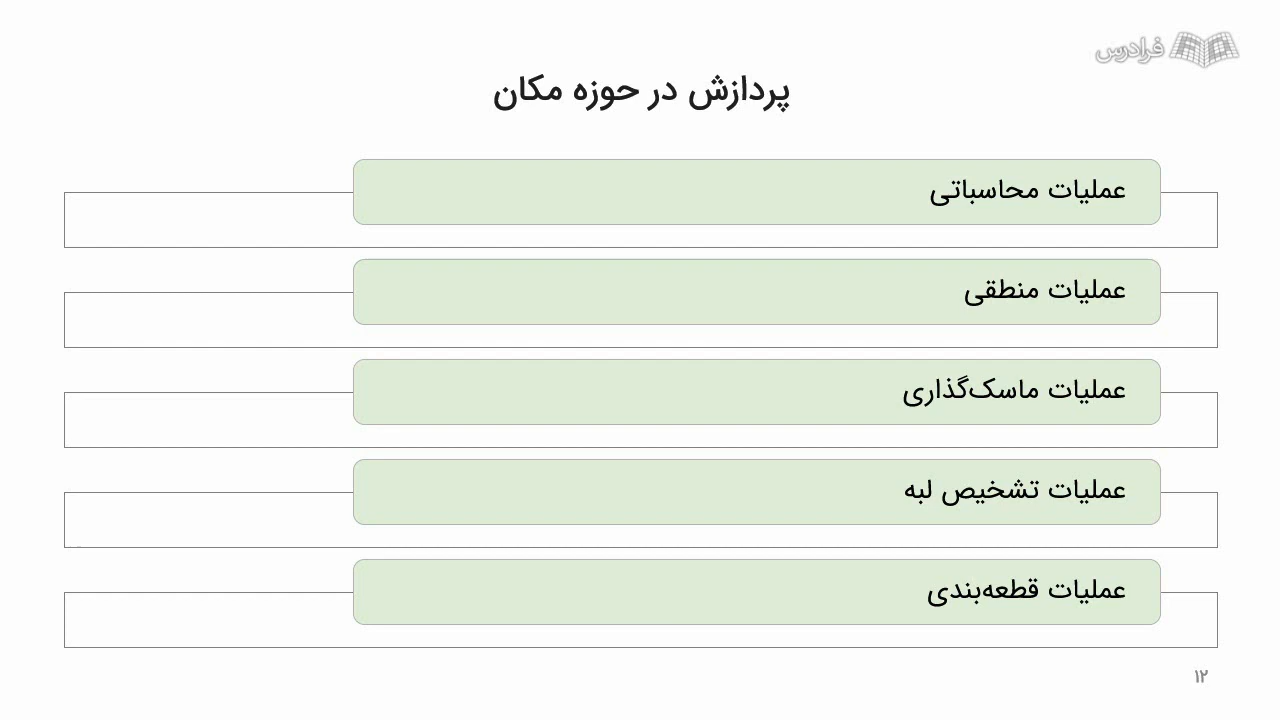 فرادرس
پردازش در حوزه مکان
عملیات محاسباتی
عملیات منطقی
عملیات ماسک‌گذاری
عملیات تشخیص لبه
عملیات قطعه‌بندی
۱۲